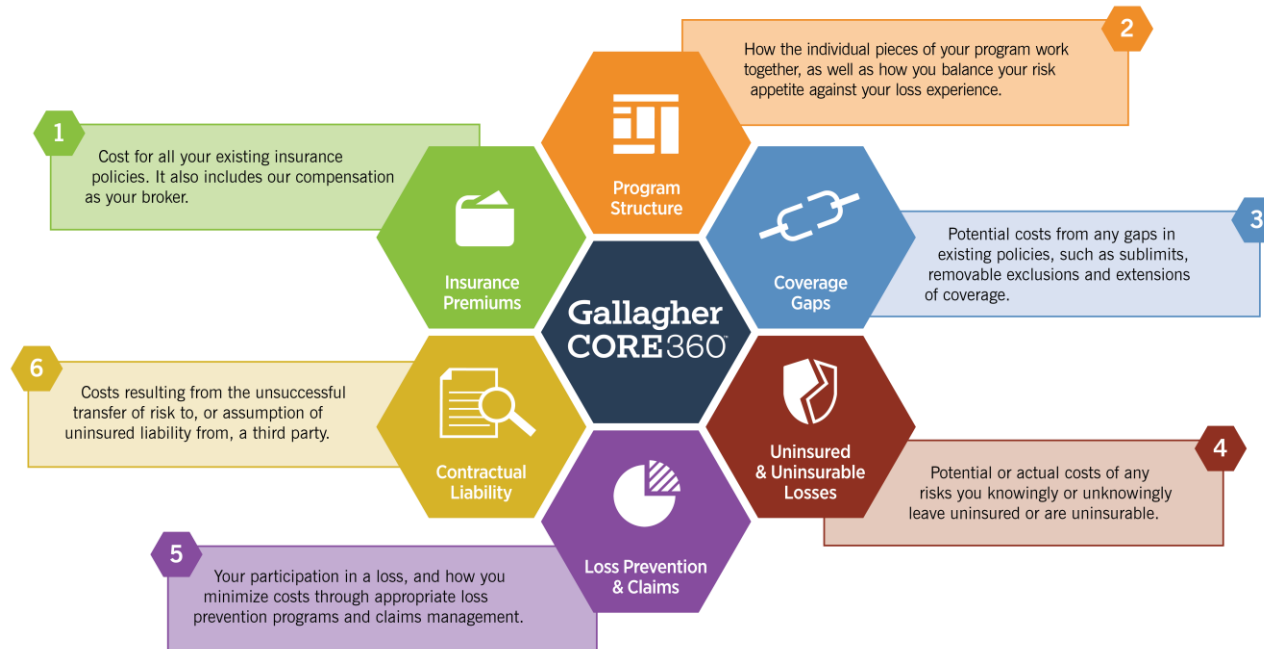 1
Cost for all your existing insurance
policies. It also includes our compensation
as your broker.
Insurance
Premiums
2
How the individual pieces of your program work
together, as well as how you balance your risk
appetite against your loss experience.
Program
Structure
3
Potential costs from any gaps in
existing policies, such as sublimits,
removable exclusions and extensions
of coverage.
Coverage
Gaps
Gallagher
CORE360
4
Potential or actual costs of any
risks you knowingly or unknowingly
leave uninsured or are uninsurable.
Uninsured
& Uninsurable
Losses
5
Your participation in a loss, and how you
minimize costs through appropriate loss
prevention programs and claims management.
Loss Prevention
& Claims
6
Costs resulting from the unsuccessful
transfer of risk to, or assumption of
uninsured liability from, a third party.
Contractual
Liability